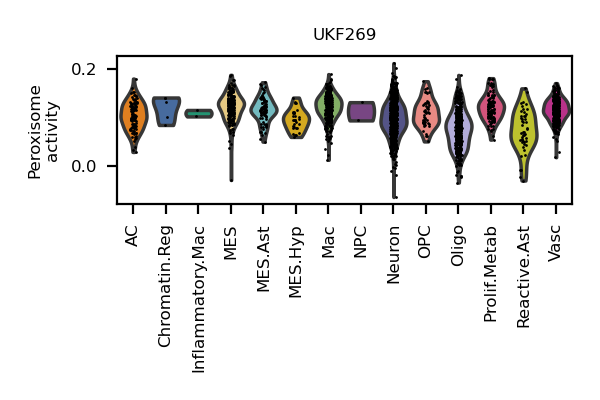 UKF269
Peroxisome
activity
0.2
0.0
AC
Chromatin.Reg
Inflammatory.Mac
MES
MES.Ast
MES.Hyp
Mac
NPC
Neuron
OPC
Oligo
Prolif.Metab
Reactive.Ast
Vasc